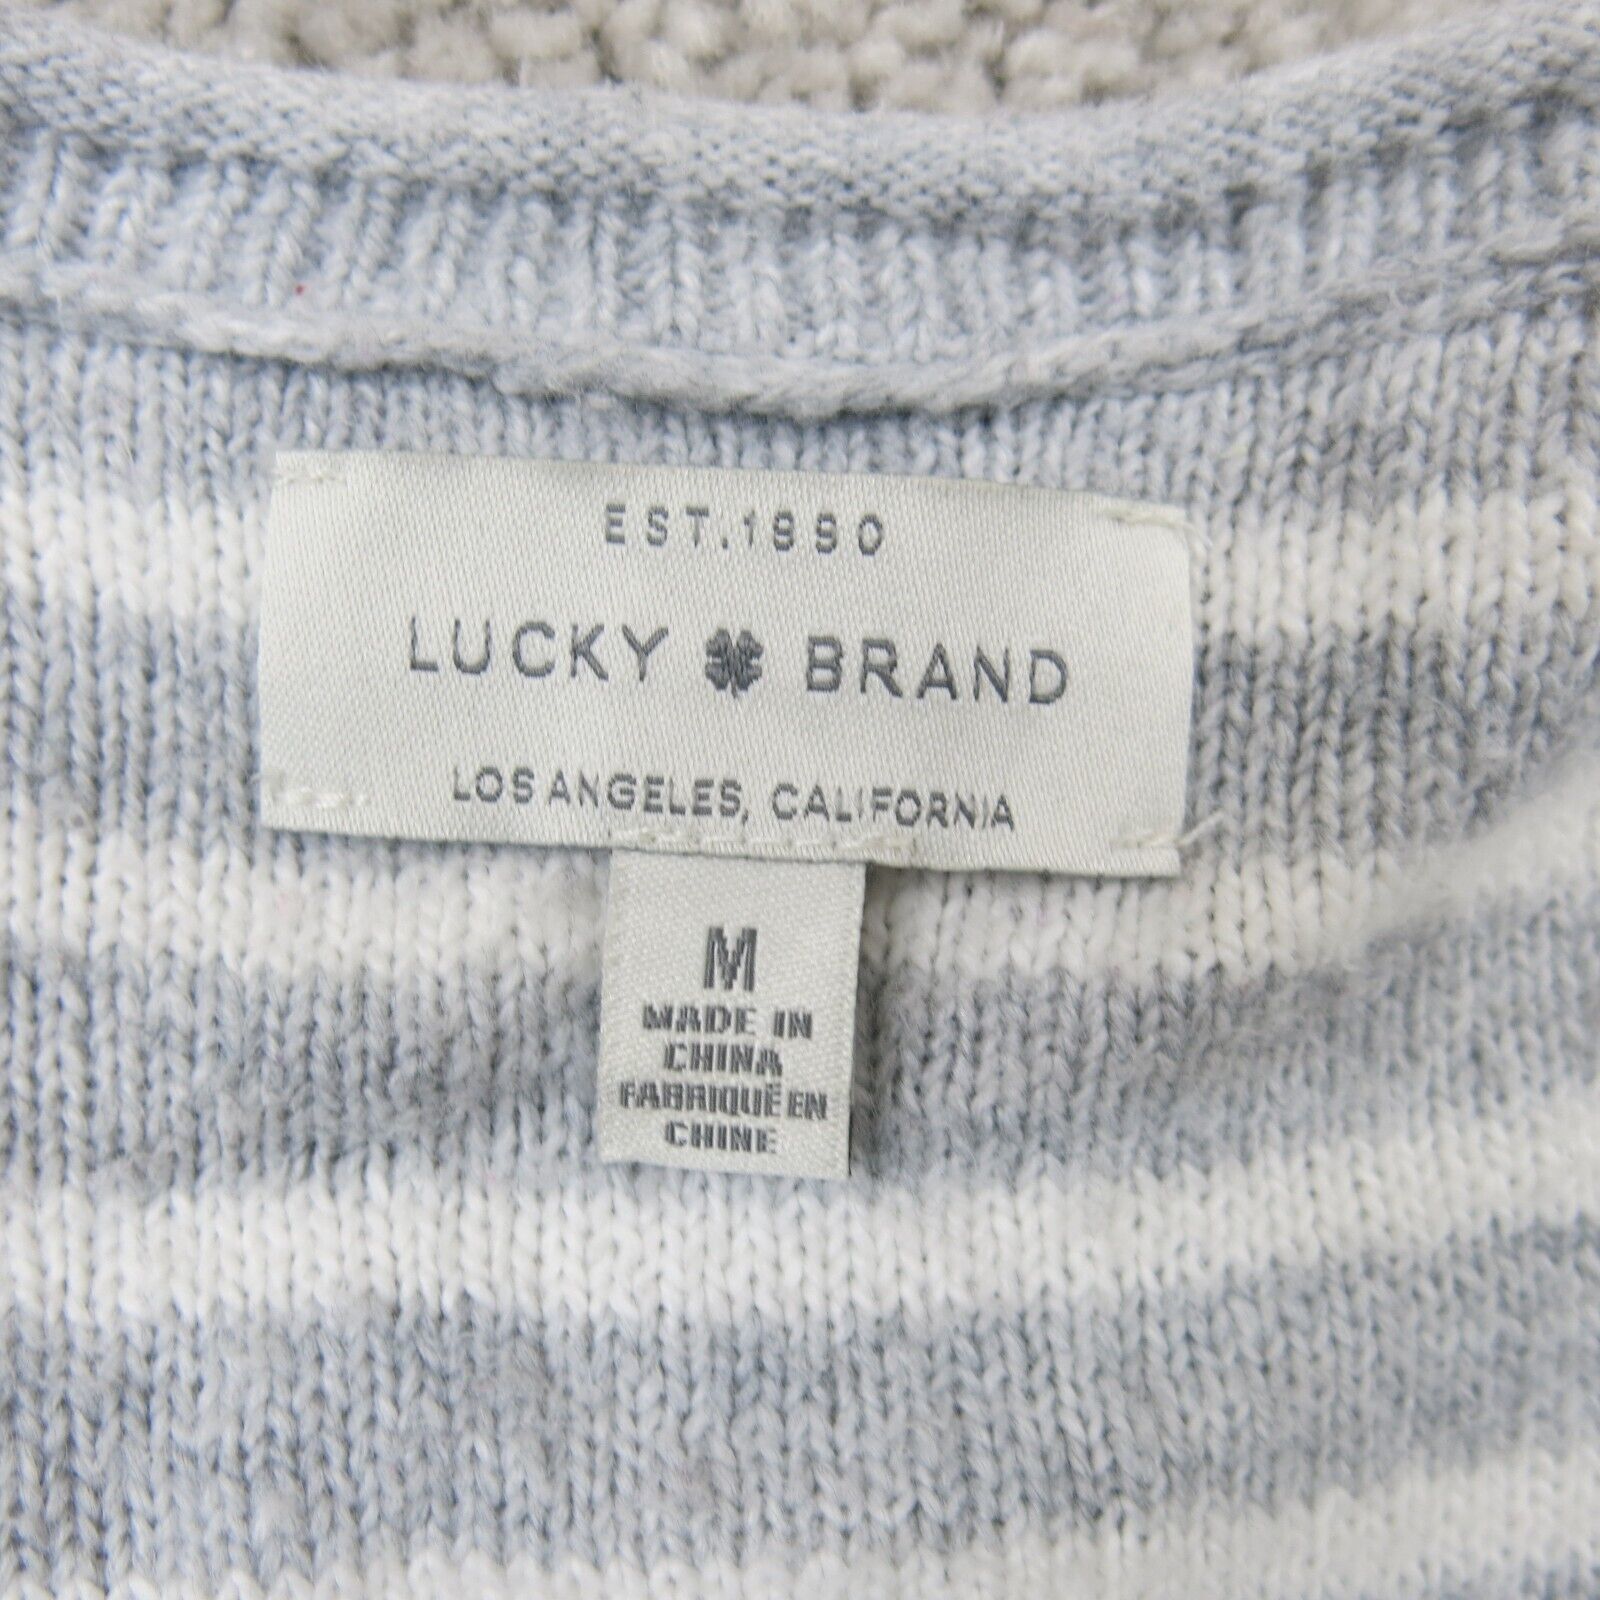 EST.1990
LUCKY BRAND
LOS ANGELES, CALIFORNIA
M
MADE IN
CHINA
FABRIQUÉ EN
CHINE